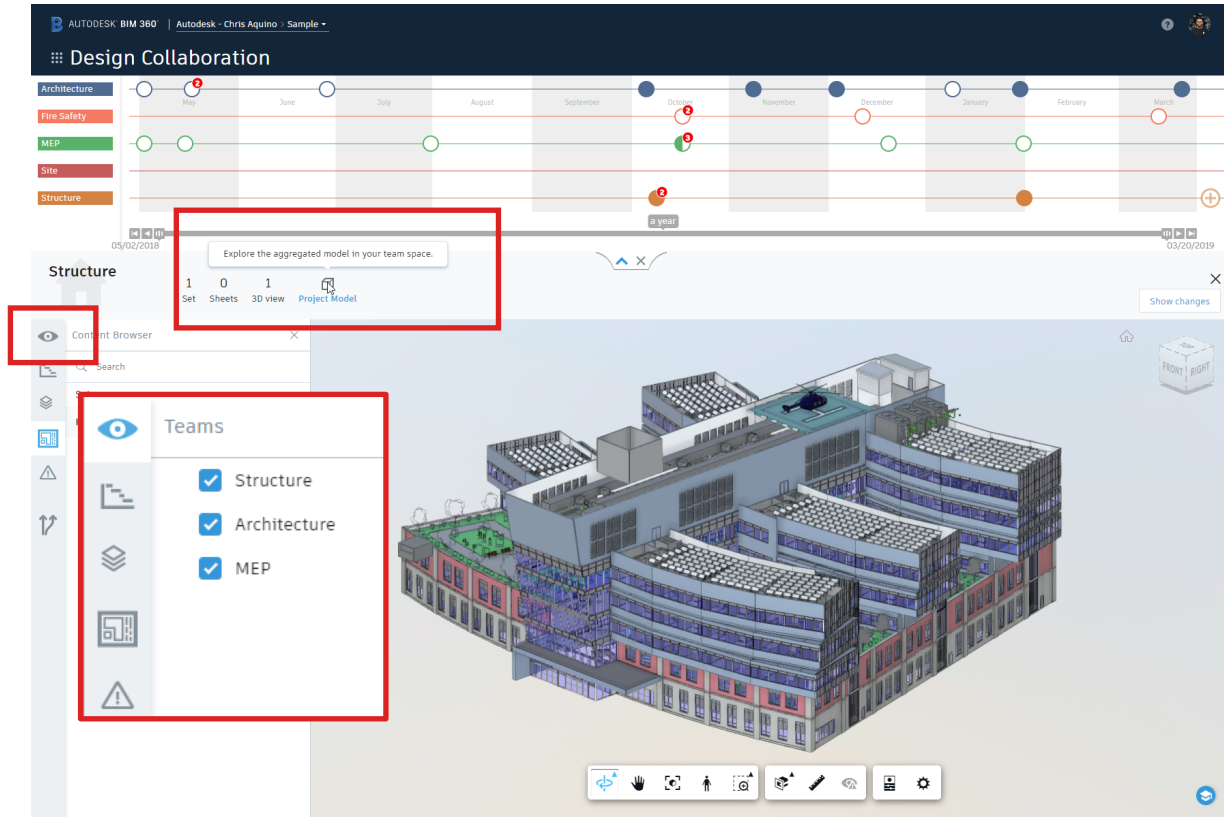 AUTODESK® BIM 360° | Autodesk - Chris Aquino > Sample
?
Design Collaboration
Architecture
2
May June July August September October November December January February March
Fire Safety
2
MEP
3
Site
Structure
2
a year
05/02/2018
03/20/2019
Explore the aggregated model in your team space.
Structure
1 0 1
Set Sheets 3D view Project Model
Show changes
Content Browser
Search
Teams
Structure
Architecture
MEP
TOP
FRONT RIGHT